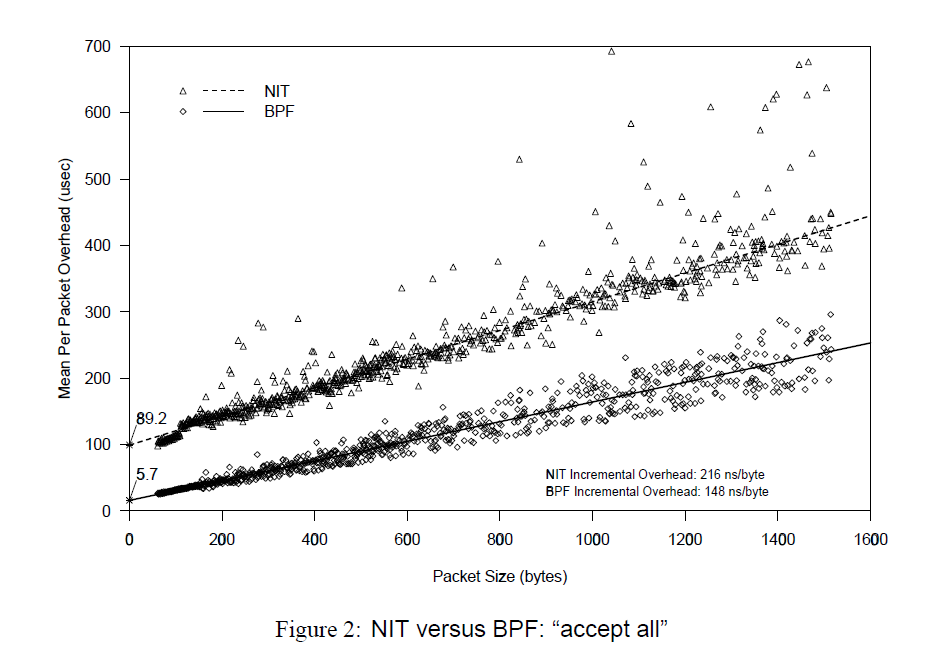 700
600
500
400
300
200
100
0
Mean Per Packet Overhead (usec)
NIT
BPF
89.2
5.7
NIT Incremental Overhead: 216 ns/byte
BPF Incremental Overhead: 148 ns/byte
0 200 400 600 800 1000 1200 1400 1600
Packet Size (bytes)
Figure 2: NIT versus BPF: “accept all”